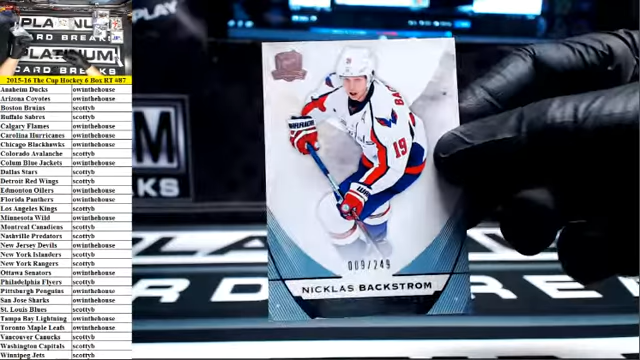 PLATINUM
CARD BREAKS
2015-16 The Cup Hockey 6 Box RT #87
Anaheim Ducks owinthehouse
Arizona Coyotes owinthehouse
Boston Bruins scottyb
Buffalo Sabres scottyb
Calgary Flames owinthehouse
Carolina Hurricanes scottyb
Chicago Blackhawks owinthehouse
Colorado Avalanche scottyb
Colum Blue Jackets owinthehouse
Dallas Stars scottyb
Detroit Red Wings scottyb
Edmonton Oilers owinthehouse
Florida Panthers owinthehouse
Los Angeles Kings scottyb
Minnesota Wild owinthehouse
Montreal Canadiens scottyb
Nashville Predators scottyb
New Jersey Devils owinthehouse
New York Islanders scottyb
New York Rangers scottyb
Ottawa Senators owinthehouse
Philadelphia Flyers scottyb
Pittsburgh Penguins owinthehouse
San Jose Sharks owinthehouse
St. Louis Blues scottyb
Tampa Bay Lightning owinthehouse
Toronto Maple Leafs owinthehouse
Vancouver Canucks scottyb
Washington Capitals scottyb
Winnipeg Jets scottyb
PLAY
M
KS
19
009/249
NICKLAS BACKSTROM